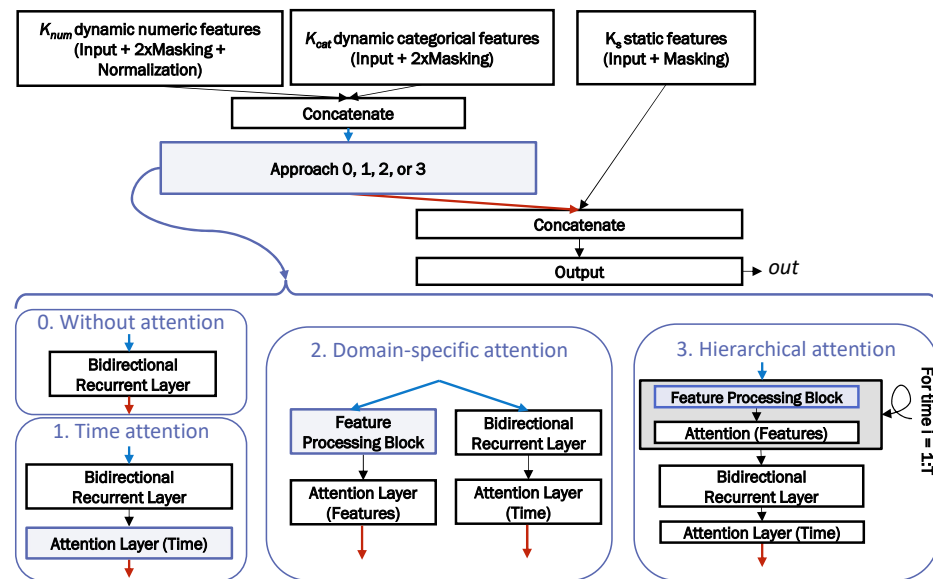 K_num dynamic numeric features
(Input + 2xMasking +
Normalization)
K_cat dynamic categorical features
(Input + 2xMasking)
K_s static features
(Input + Masking)
Concatenate
Approach 0, 1, 2, or 3
Concatenate
Output
out
0. Without attention
Bidirectional
Recurrent Layer
1. Time attention
Bidirectional
Recurrent Layer
Attention Layer (Time)
2. Domain-specific attention
Feature
Processing Block
Attention Layer
(Features)
Bidirectional
Recurrent Layer
Attention Layer
(Time)
3. Hierarchical attention
Feature Processing Block
Attention (Features)
Bidirectional
Recurrent Layer
Attention Layer (Time)
For time i = 1:T